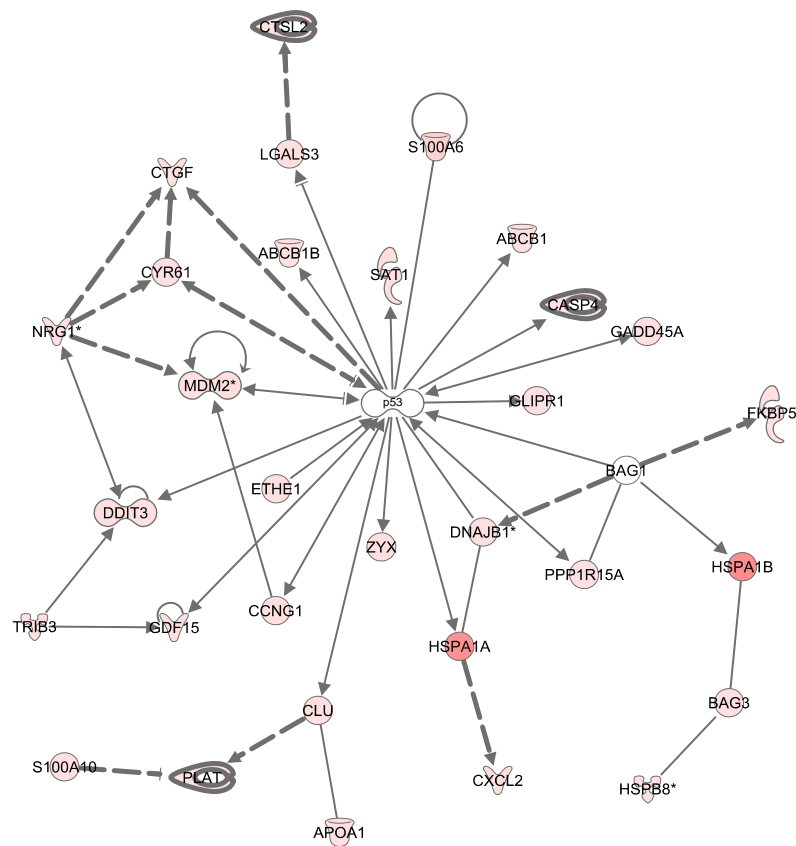 CTSL2
S100A6
LGALS3
CTGF
ABCB1
ABCB1B
CYR61
SAT1
CASP4
NRG1*
GADD45A
MDM2*
p53
GLIPR1
FKBP5
BAG1
ETHE1
DDIT3
DNAJB1*
ZYX
PPP1R15A
HSPA1B
CCNG1
TRIB3
GDF15
HSPA1A
BAG3
CLU
S100A10
PLAT
CXCL2
HSPB8*
APOA1